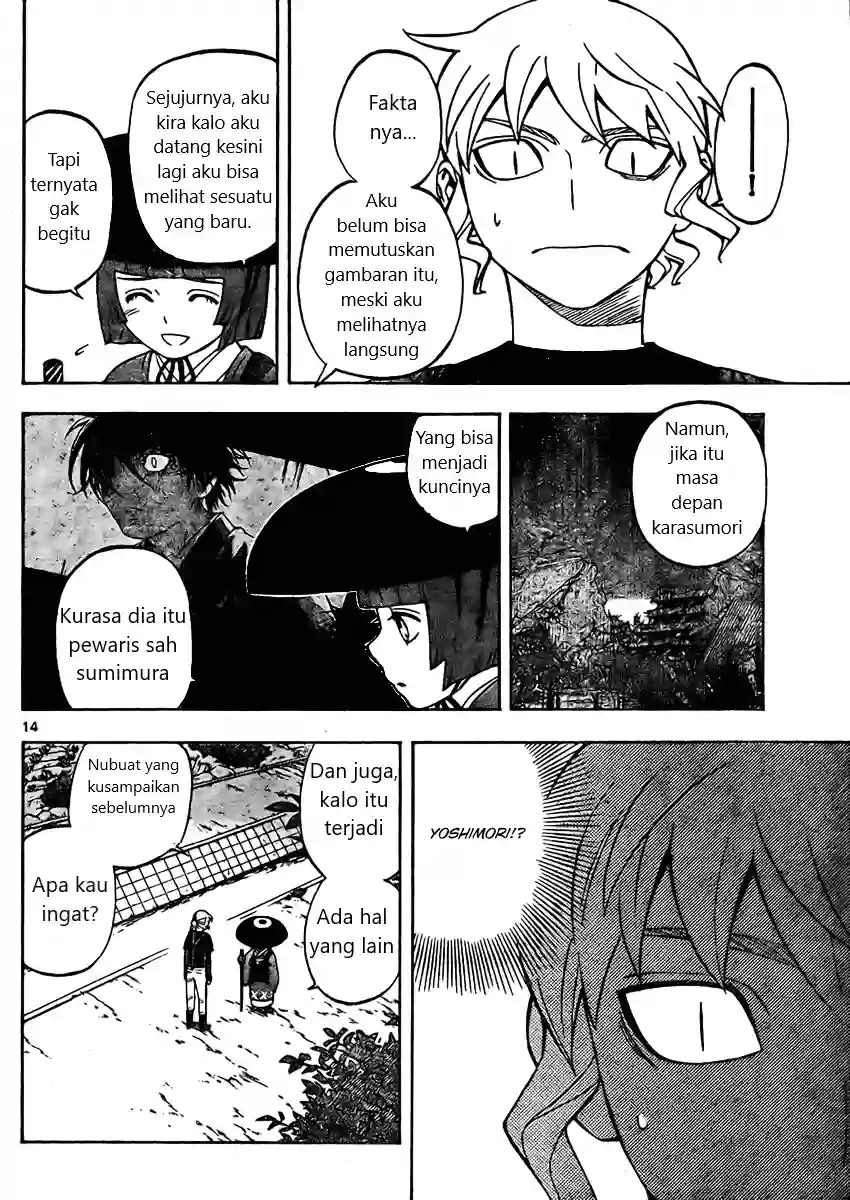 Fakta
nya...
Aku
belum bisa
memutuskan
gambaran itu,
meski aku
melihatnya
langsung
Sejujurnya, aku
kira kalo aku
datang kesini
lagi aku bisa
melihat sesuatu
yang baru.
Tapi
ternyata
gak
begitu
Namun,
jika itu
masa
depan
karasumori
Yang bisa
menjadi
kuncinya
Kurasa dia itu
pewaris sah
sumimura
14
YOSHIMORI!?
Dan juga,
kalo itu
terjadi
Ada hal
yang lain
Nubuat yang
kusampaikan
sebelumnya
Apa kau
ingat?